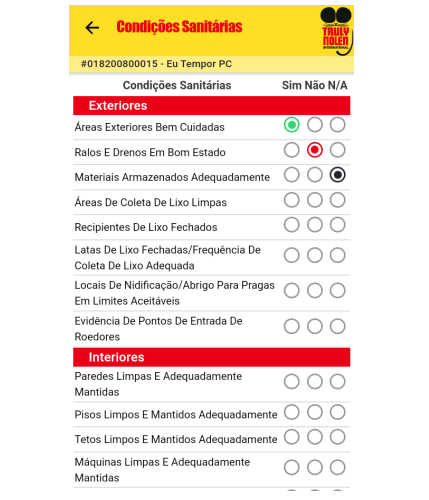 Condições Sanitárias
TRULY
NOLEN
INTERNATIONAL
#018200800015 - Eu Tempor PC
Condições Sanitárias Sim Não N/A
Exteriores
Áreas Exteriores Bem Cuidadas
Ralos E Drenos Em Bom Estado
Materiais Armazenados Adequadamente
Áreas De Coleta De Lixo Limpas
Recipientes De Lixo Fechados
Latas De Lixo Fechadas/Frequência De
Coleta De Lixo Adequada
Locais De Nidificação/Abrigo Para Pragas
Em Limites Aceitáveis
Evidência De Pontos De Entrada De
Roedores
Interiores
Paredes Limpas E Adequadamente
Mantidas
Pisos Limpos E Mantidos Adequadamente
Tetos Limpos E Mantidos Adequadamente
Máquinas Limpas E Adequadamente
Mantidas